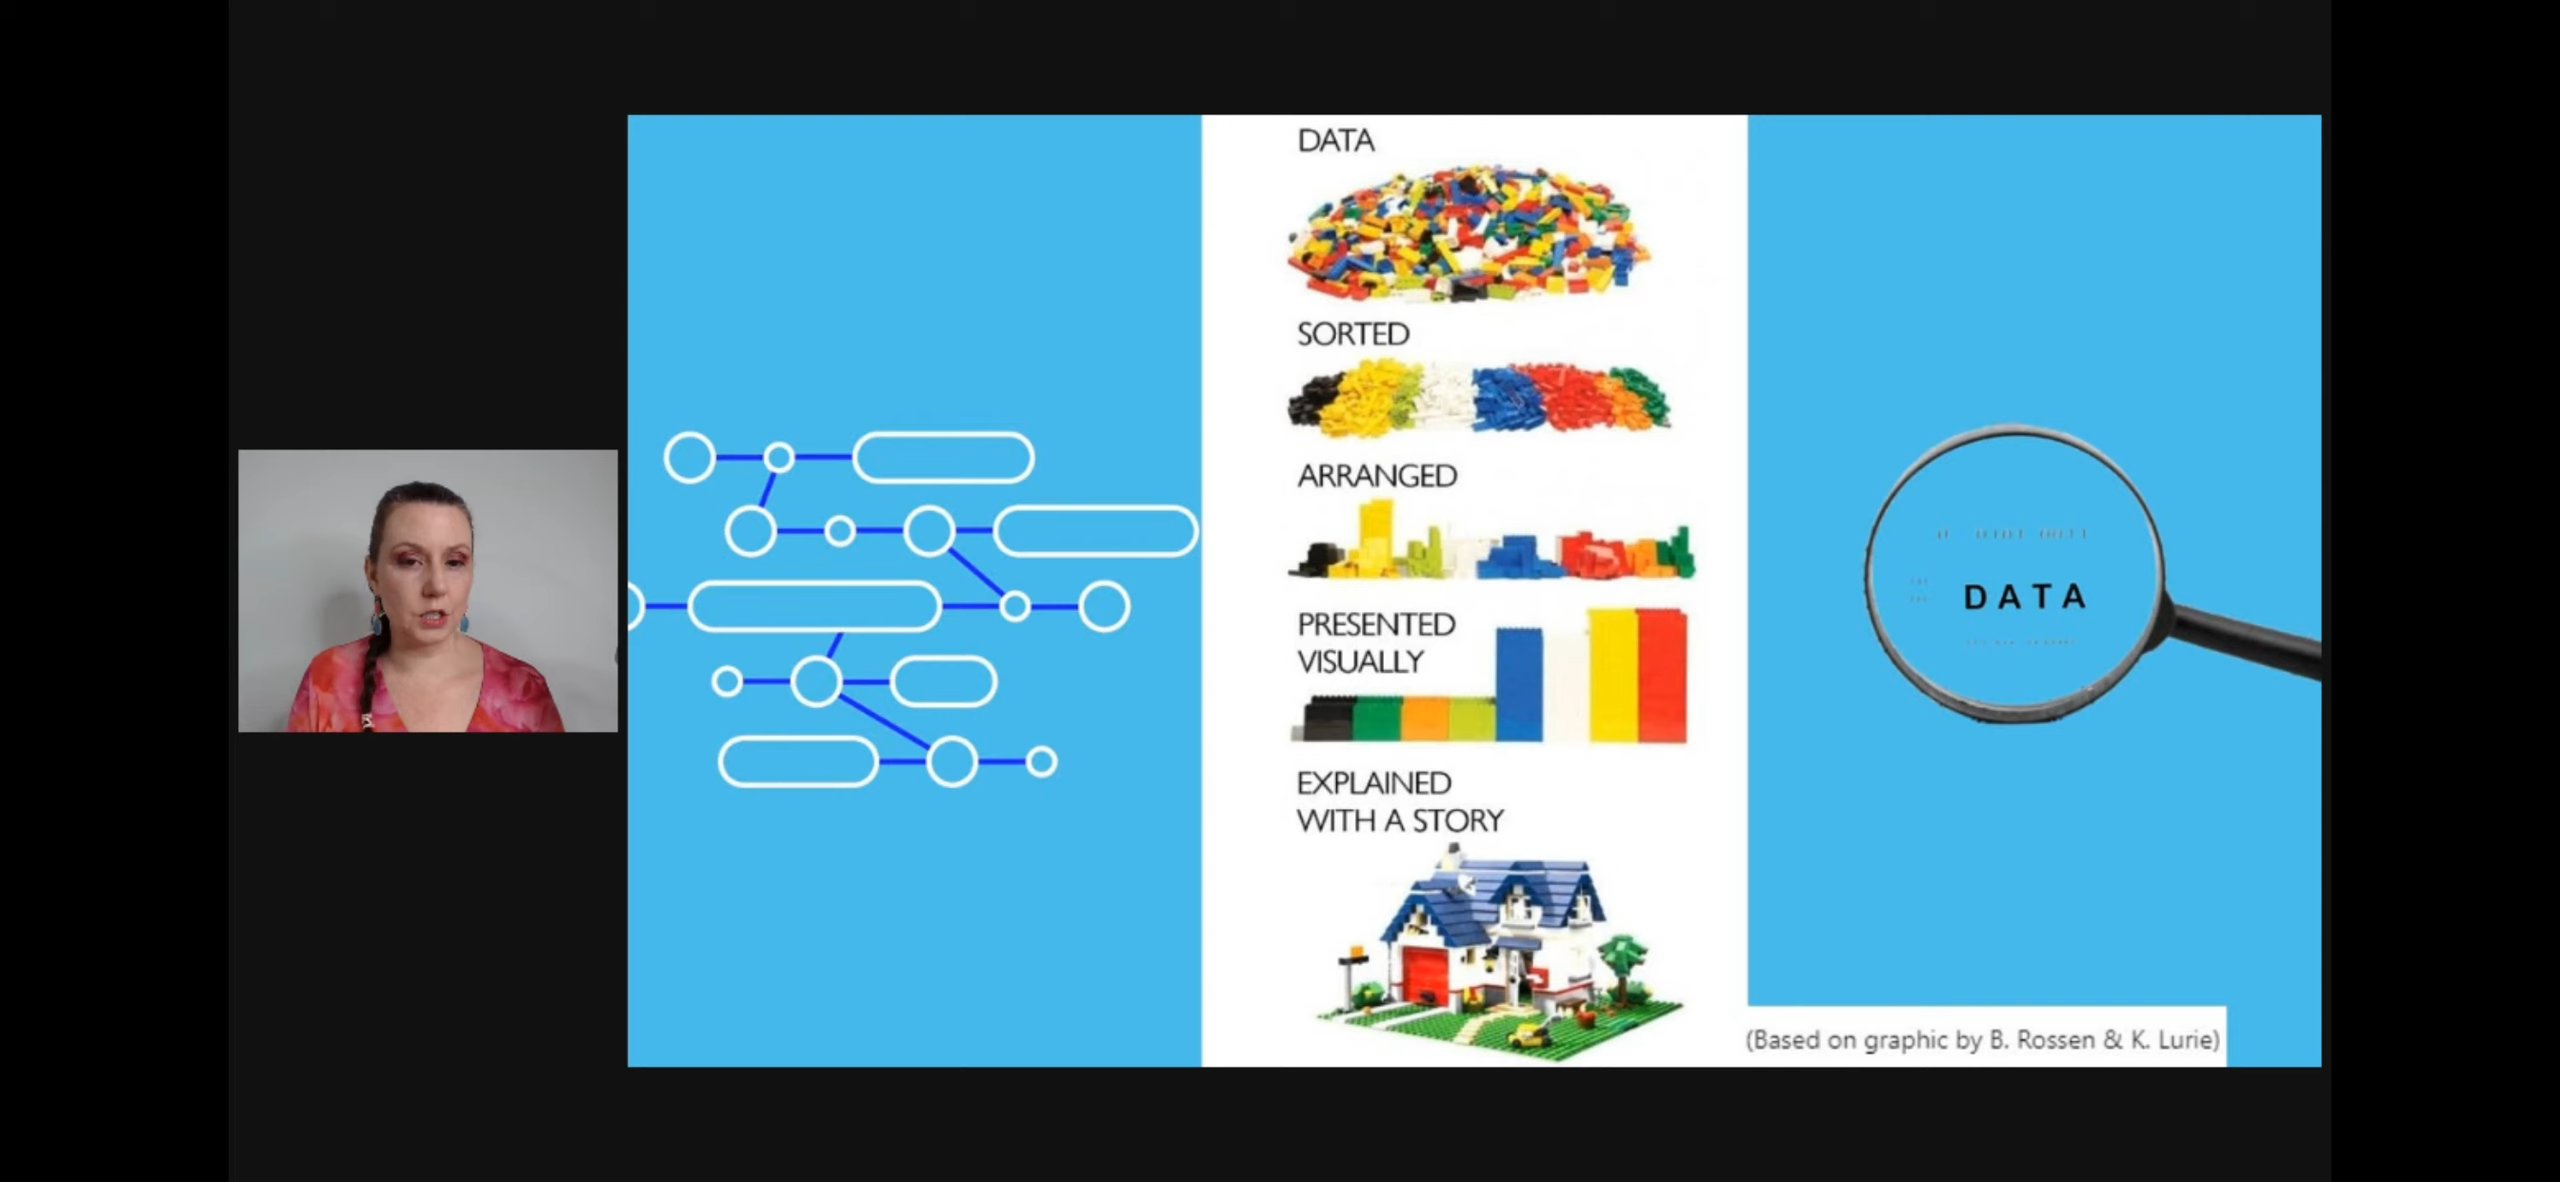 DATA
SORTED
ARRANGED
PRESENTED
VISUALLY
EXPLAINED
WITH A STORY
DATA
(Based on graphic by B. Rossen & K. Lurie)